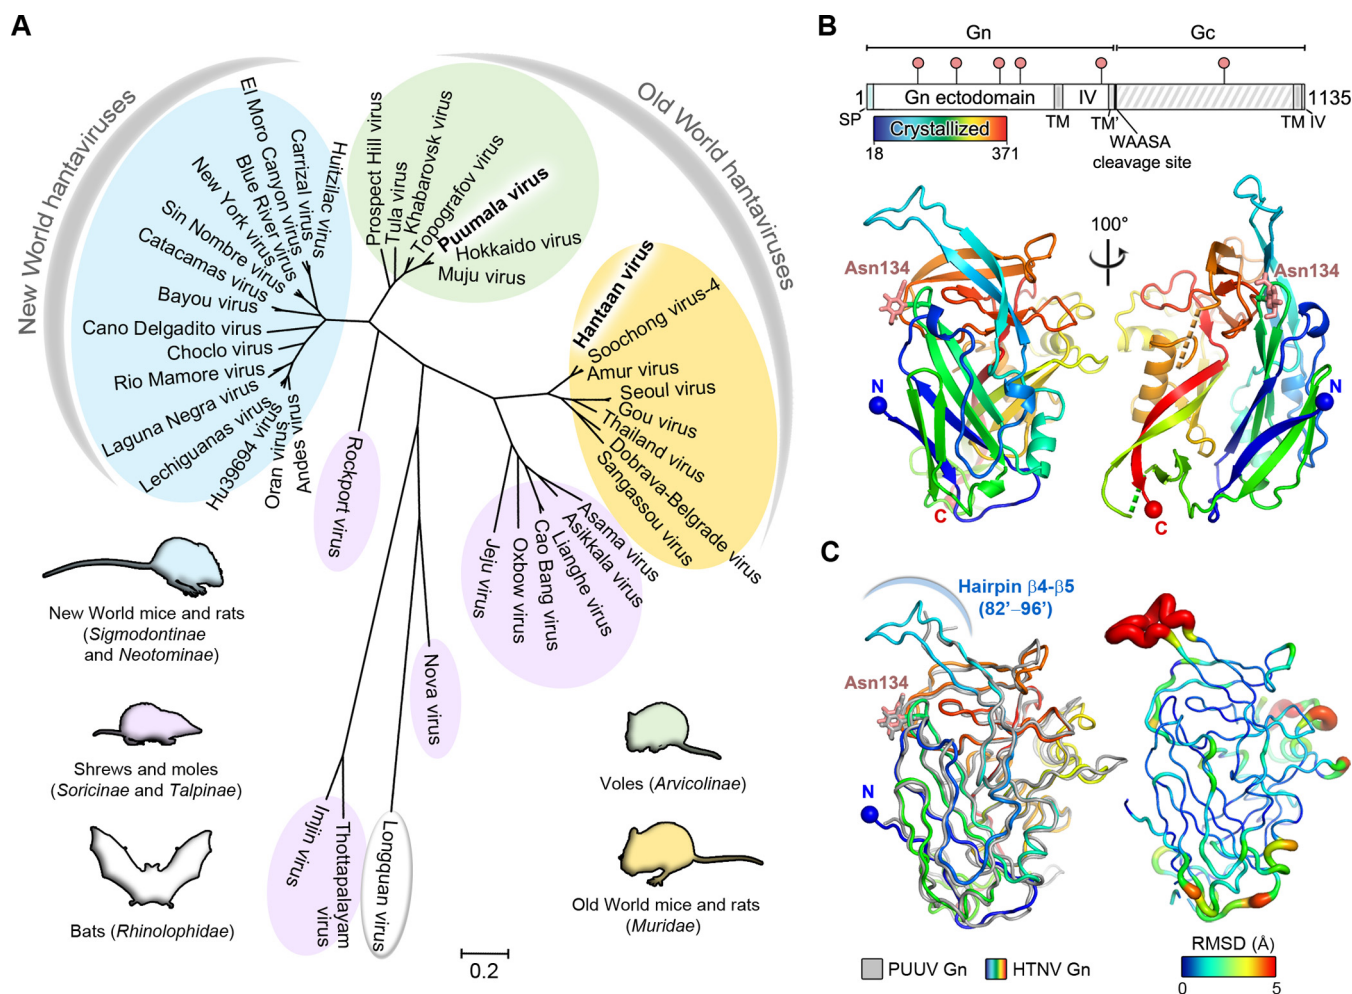 A
New World hantaviruses
Old World hantaviruses
El Moro Canyon virus
Carrizal virus
Huitzilac virus
Blue River virus
New York virus
Sin Nombre virus
Catacamas virus
Bayou virus
Cano Delgadito virus
Choclo virus
Rio Mamore virus
Laguna Negra virus
Lechiguanas virus
Hu39694 virus
Oran virus
Andes virus
Prospect Hill virus
Tula virus
Khabarovsk virus
Topografov virus
Puumala virus
Hokkaido virus
Muju virus
Hantaan virus
Soochong virus-4
Amur virus
Seoul virus
Gou virus
Thailand virus
Dobrava-Belgrade virus
Sangassou virus
Rockport virus
Asama virus
Asikkala virus
Lianghe virus
Cao Bang virus
Oxbow virus
Jeju virus
Nova virus
Imjin virus
Thottapalayam
virus
Longquan virus
New World mice and rats
(Sigmodontinae
and Neotominae)
Shrews and moles
(Soricinae and Talpinae)
Bats (Rhinolophidae)
Voles (Arvicolinae)
Old World mice and rats
(Muridae)
0.2
B
Gn
Gc
1
Gn ectodomain
IV
1135
SP
Crystallized
TM
TM'
TM IV
18
371
WAASA
cleavage site
100°
Asn134
Asn134
N
N
C
C
C
Hairpin β4-β5
(82'–96')
Asn134
N
PUUV Gn
HTNV Gn
RMSD (Å)
0
5